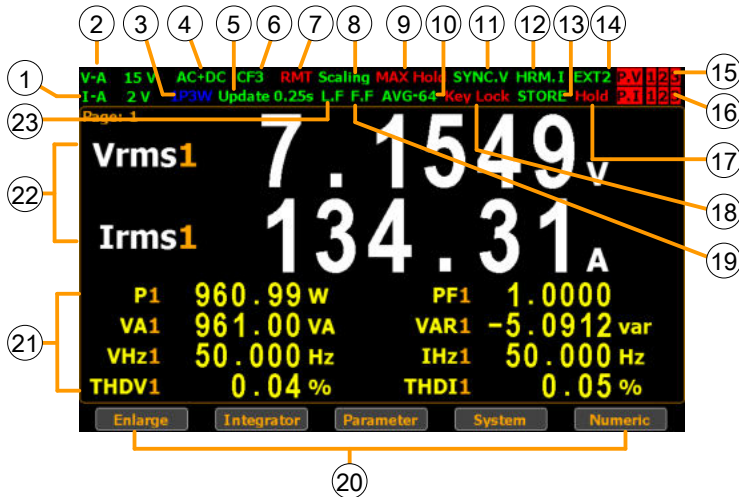 2 3 4 5 6 7 8 9 10 11 12 13 14
V-A 15 V AC+DC CF3 RMT Scaling MAX Hold SYNC.V HRM.I EXT2 P.V 1 2 S 15
1 I-A 2 V 1P3W Update 0.25s L.F F.F AVG-64 Key Lock STORE Hold P.I 1 2 S 16
23 Page: 1 17
22 Vrms1 7.1549 V 18
Irms1 134.31 A 19
P1 960.99 W PF1 1.0000
21 VA1 961.00 VA VAR1 -5.0912 var
VHz1 50.000 Hz IHz1 50.000 Hz
THDV1 0.04 % THDI1 0.05 %
Enlarge Integrator Parameter System Numeric
20